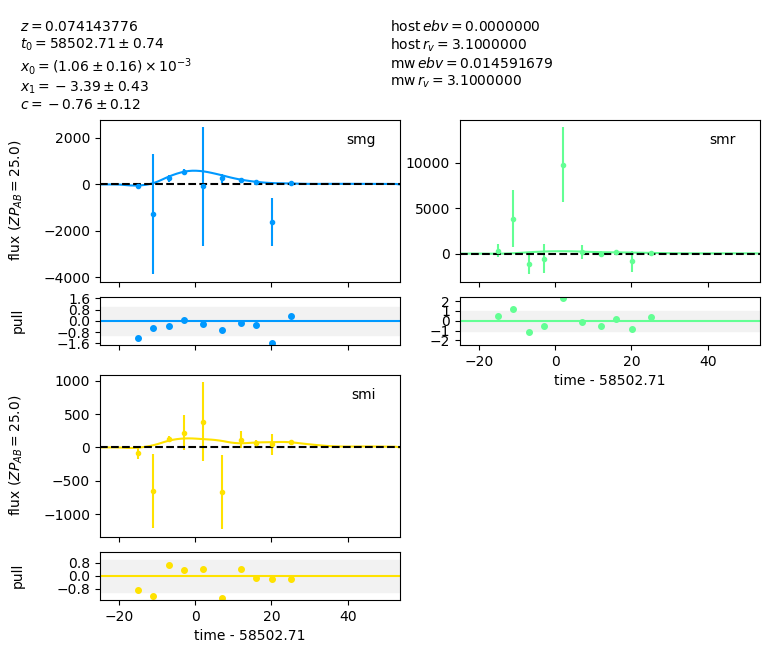 z = 0.074143776
t₀ = 58502.71 ± 0.74
x₀ = (1.06 ± 0.16) × 10⁻³
x₁ = −3.39 ± 0.43
c = −0.76 ± 0.12
host ebv = 0.0000000
host r_v = 3.1000000
mw ebv = 0.014591679
mw r_v = 3.1000000
smg
2000
0
−2000
−4000
flux (ZP_AB = 25.0)
1.6
0.8
0.0
−0.8
−1.6
pull
smr
10000
5000
0
2
1
0
−1
−2
−20
0
20
40
time - 58502.71
smi
1000
500
0
−500
−1000
flux (ZP_AB = 25.0)
0.8
0.0
−0.8
pull
−20
0
20
40
time - 58502.71